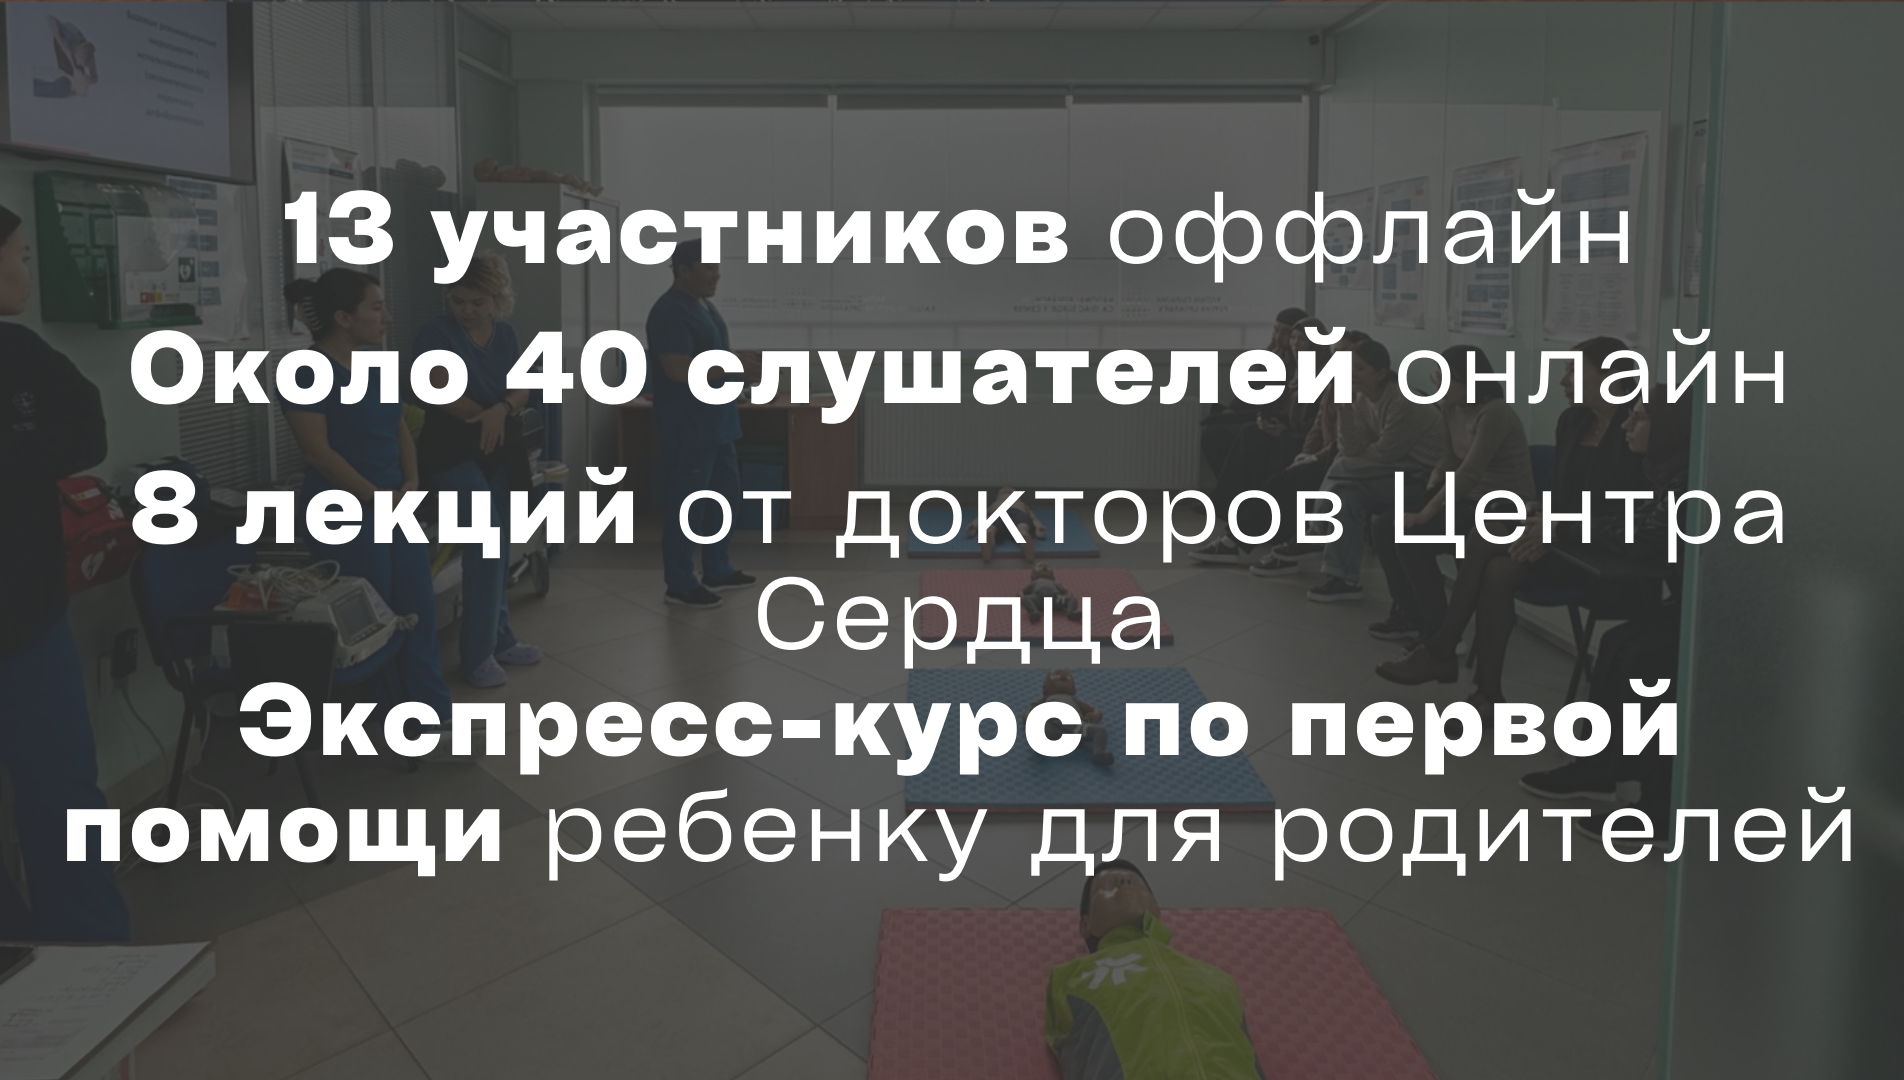 13 участников оффлайн
Около 40 слушателей онлайн
8 лекций от докторов Центра
Сердца
Экспресс-курс по первой
помощи ребенку для родителей